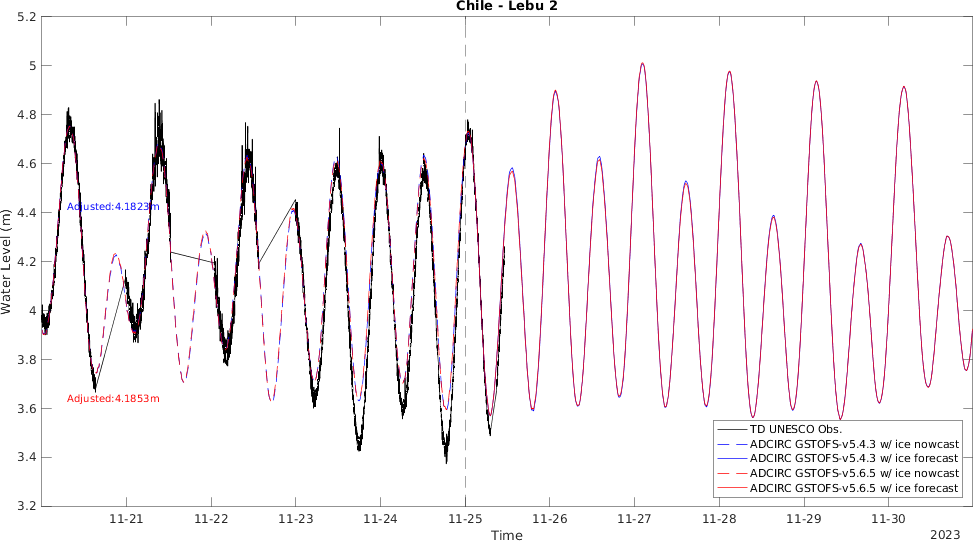 Chile - Lebu 2
5.2
5
4.8
4.6
4.4
4.2
4
3.8
3.6
3.4
3.2
Water Level (m)
Adjusted:4.1823m
Adjusted:4.1853m
TD UNESCO Obs.
ADCIRC GSTOFS-v5.4.3 w/ ice nowcast
ADCIRC GSTOFS-v5.4.3 w/ ice forecast
ADCIRC GSTOFS-v5.6.5 w/ ice nowcast
ADCIRC GSTOFS-v5.6.5 w/ ice forecast
11-21 11-22 11-23 11-24 11-25 11-26 11-27 11-28 11-29 11-30
Time
2023